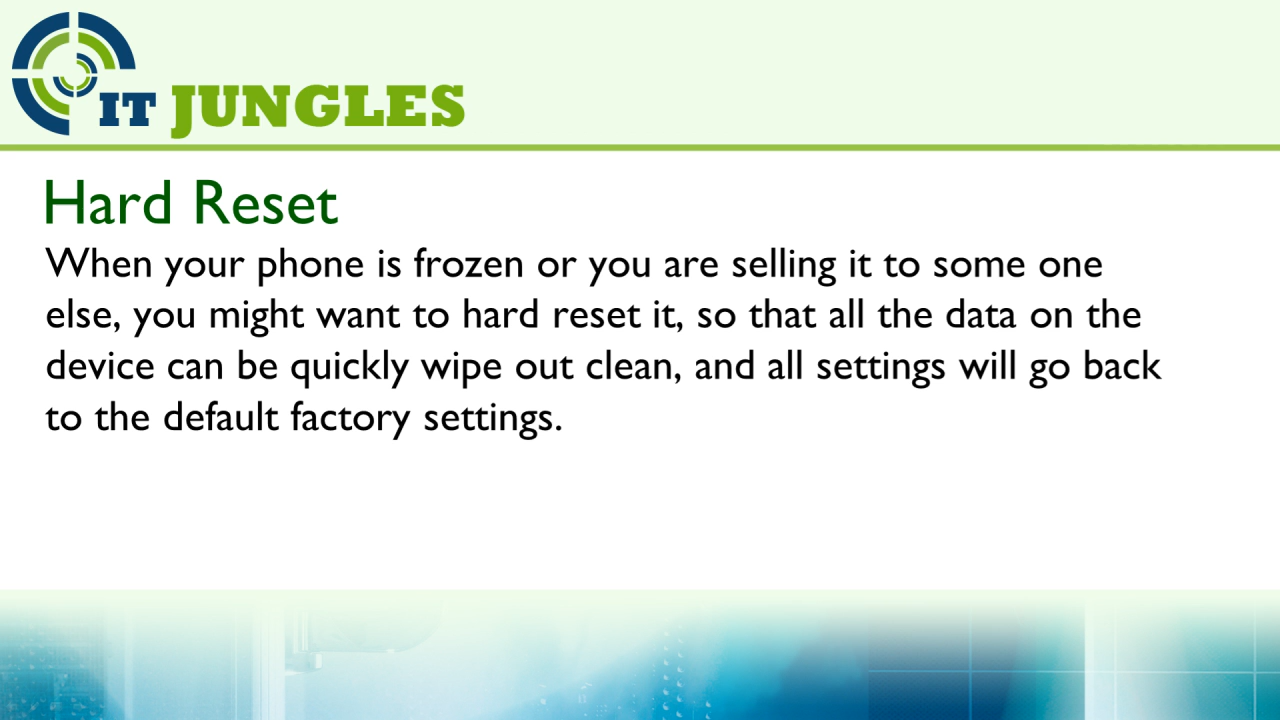 IT JUNGLES
Hard Reset
When your phone is frozen or you are selling it to some one
else, you might want to hard reset it, so that all the data on the
device can be quickly wipe out clean, and all settings will go back
to the default factory settings.